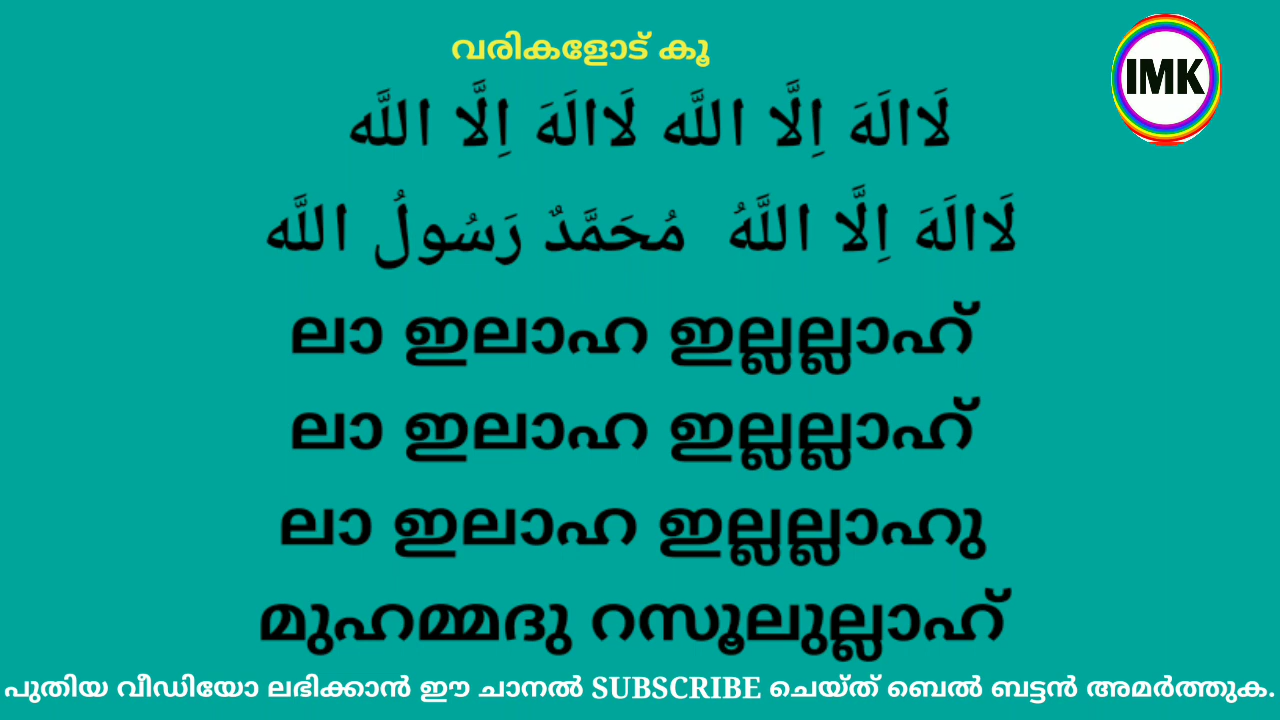 വരികളോട് കൂ
IMK
لَاالَهَ اِلَّا اللَّه لَاالَهَ اِلَّا اللَّه
لَاالَهَ اِلَّا اللَّهُ مُحَمَّدٌ رَسُولُ اللَّه
ലാ ഇലാഹ ഇല്ലല്ലാഹ്
ലാ ഇലാഹ ഇല്ലല്ലാഹ്
ലാ ഇലാഹ ഇല്ലല്ലാഹു
മുഹമ്മദു റസൂലുല്ലാഹ്
പുതിയ വീഡിയോ ലഭിക്കാൻ ഈ ചാനൽ SUBSCRIBE ചെയ്ത് ബെൽ ബട്ടൻ അമർത്തുക.